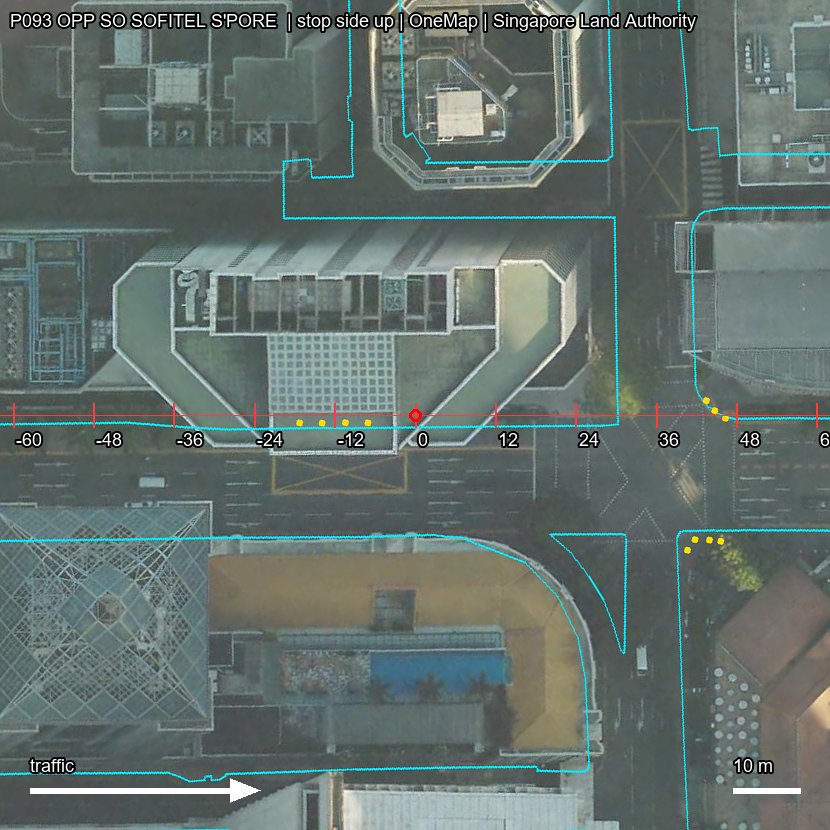 P093 OPP SO SOFITEL S'PORE | stop side up | OneMap | Singapore Land Authority
-60 -48 -36 -24 -12 0 12 24 36 48 6
traffic
10 m